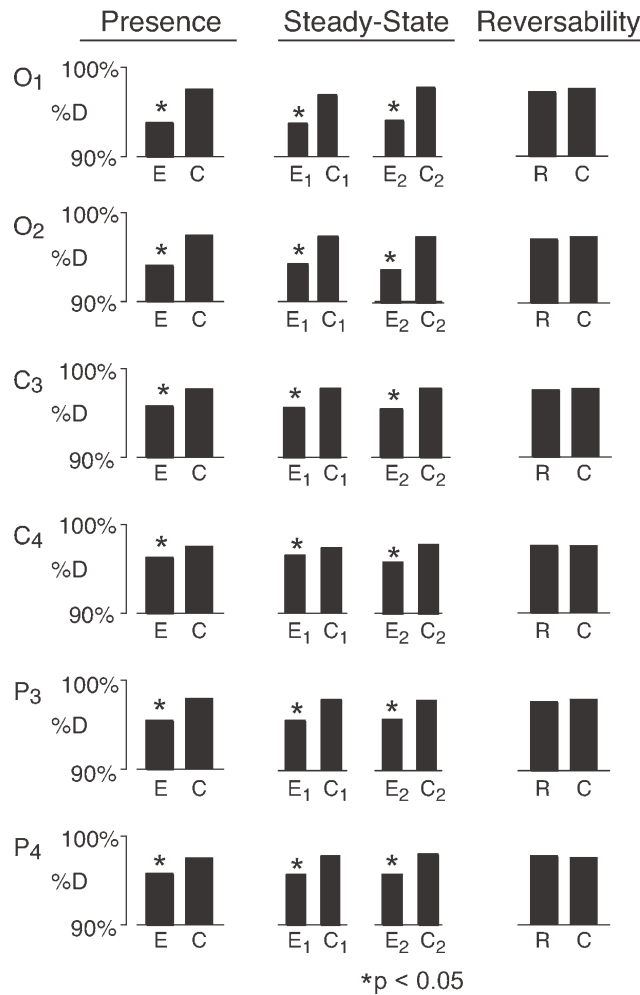 Presence Steady-State Reversability
O1 100%
%D * * *
90%
E C E1 C1 E2 C2 R C
O2 100%
%D * * *
90%
E C E1 C1 E2 C2 R C
C3 100%
%D * * *
90%
E C E1 C1 E2 C2 R C
C4 100%
%D * * *
90%
E C E1 C1 E2 C2 R C
P3 100%
%D * * *
90%
E C E1 C1 E2 C2 R C
P4 100%
%D * * *
90%
E C E1 C1 E2 C2 R C
*p < 0.05